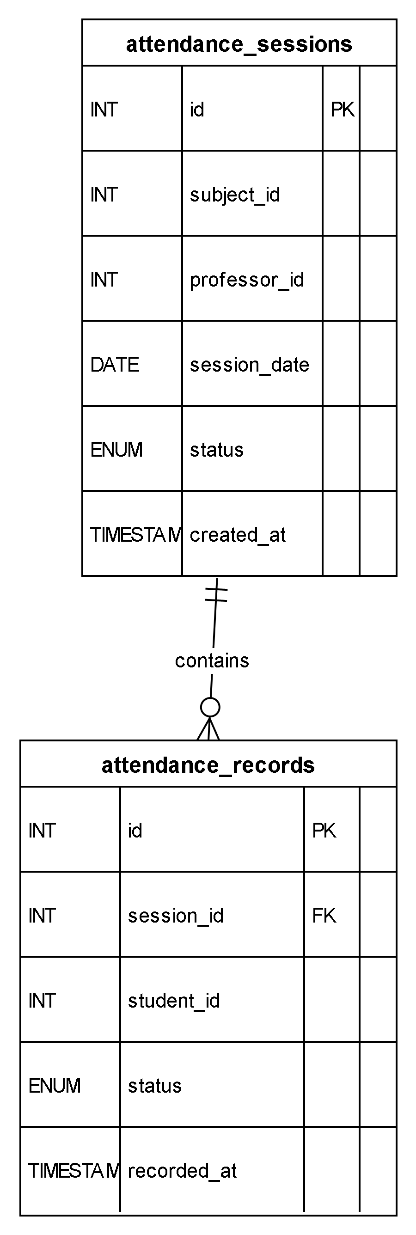 attendance_sessions
INT id PK
INT subject_id
INT professor_id
DATE session_date
ENUM status
TIMESTAM created_at
contains
attendance_records
INT id PK
INT session_id FK
INT student_id
ENUM status
TIMESTAM recorded_at